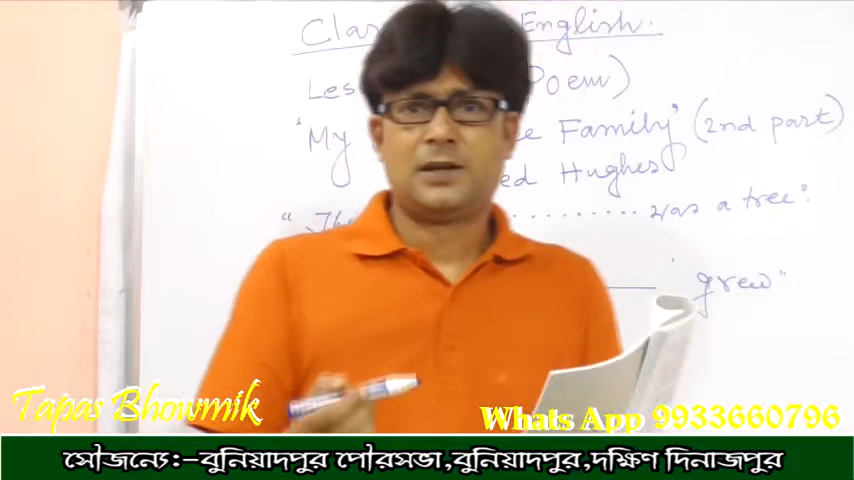 English.
Poem)
'My Family' (2nd part)
Hughes
was a tree"
grew"
Tapas Bhowmik
Whats App 9933660796
সৌজন্যে:-বুনিয়াদপুর পৌরসভা,বুনিয়াদপুর,দক্ষিণ দিনাজপুর